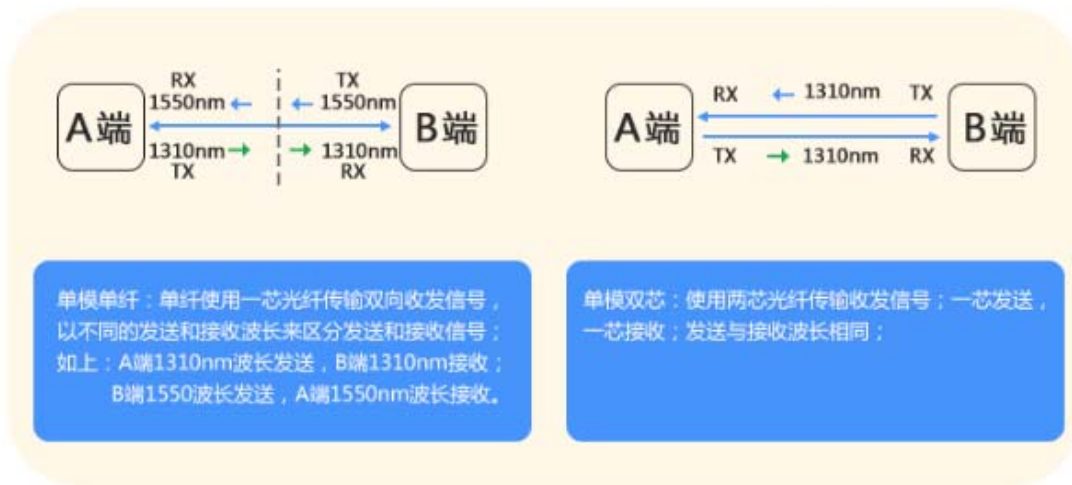 RX
TX
1550nm
1550nm
A端
B端
1310nm
1310nm
TX
RX
RX
1310nm
TX
A端
B端
TX
1310nm
RX
单模单纤：单纤使用一芯光纤传输双向收发信号，
以不同的发送和接收波长来区分发送和接收信号；
如上：A端1310nm波长发送，B端1310nm接收；
B端1550波长发送，A端1550nm波长接收。
单模双芯：使用两芯光纤传输收发信号；一芯发送，
一芯接收；发送与接收波长相同；